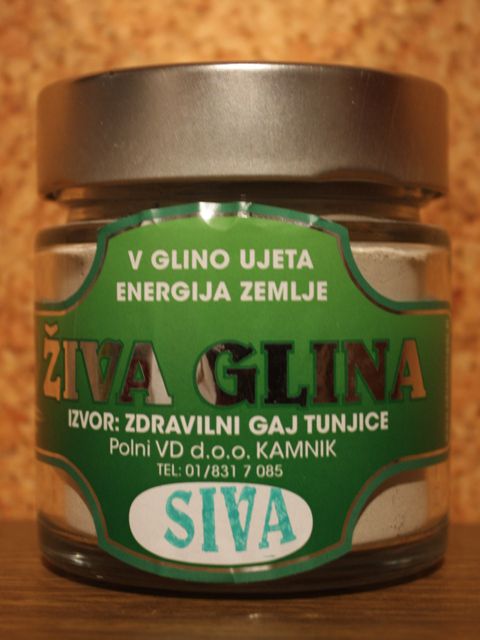 V GLINO UJETA
ENERGIJA ZEMLJE
ŽIVA GLINA
IZVOR: ZDRAVILNI GAJ TUNJICE
Polni VD d.o.o. KAMNIK
TEL: 01/831 7 085
SIVA